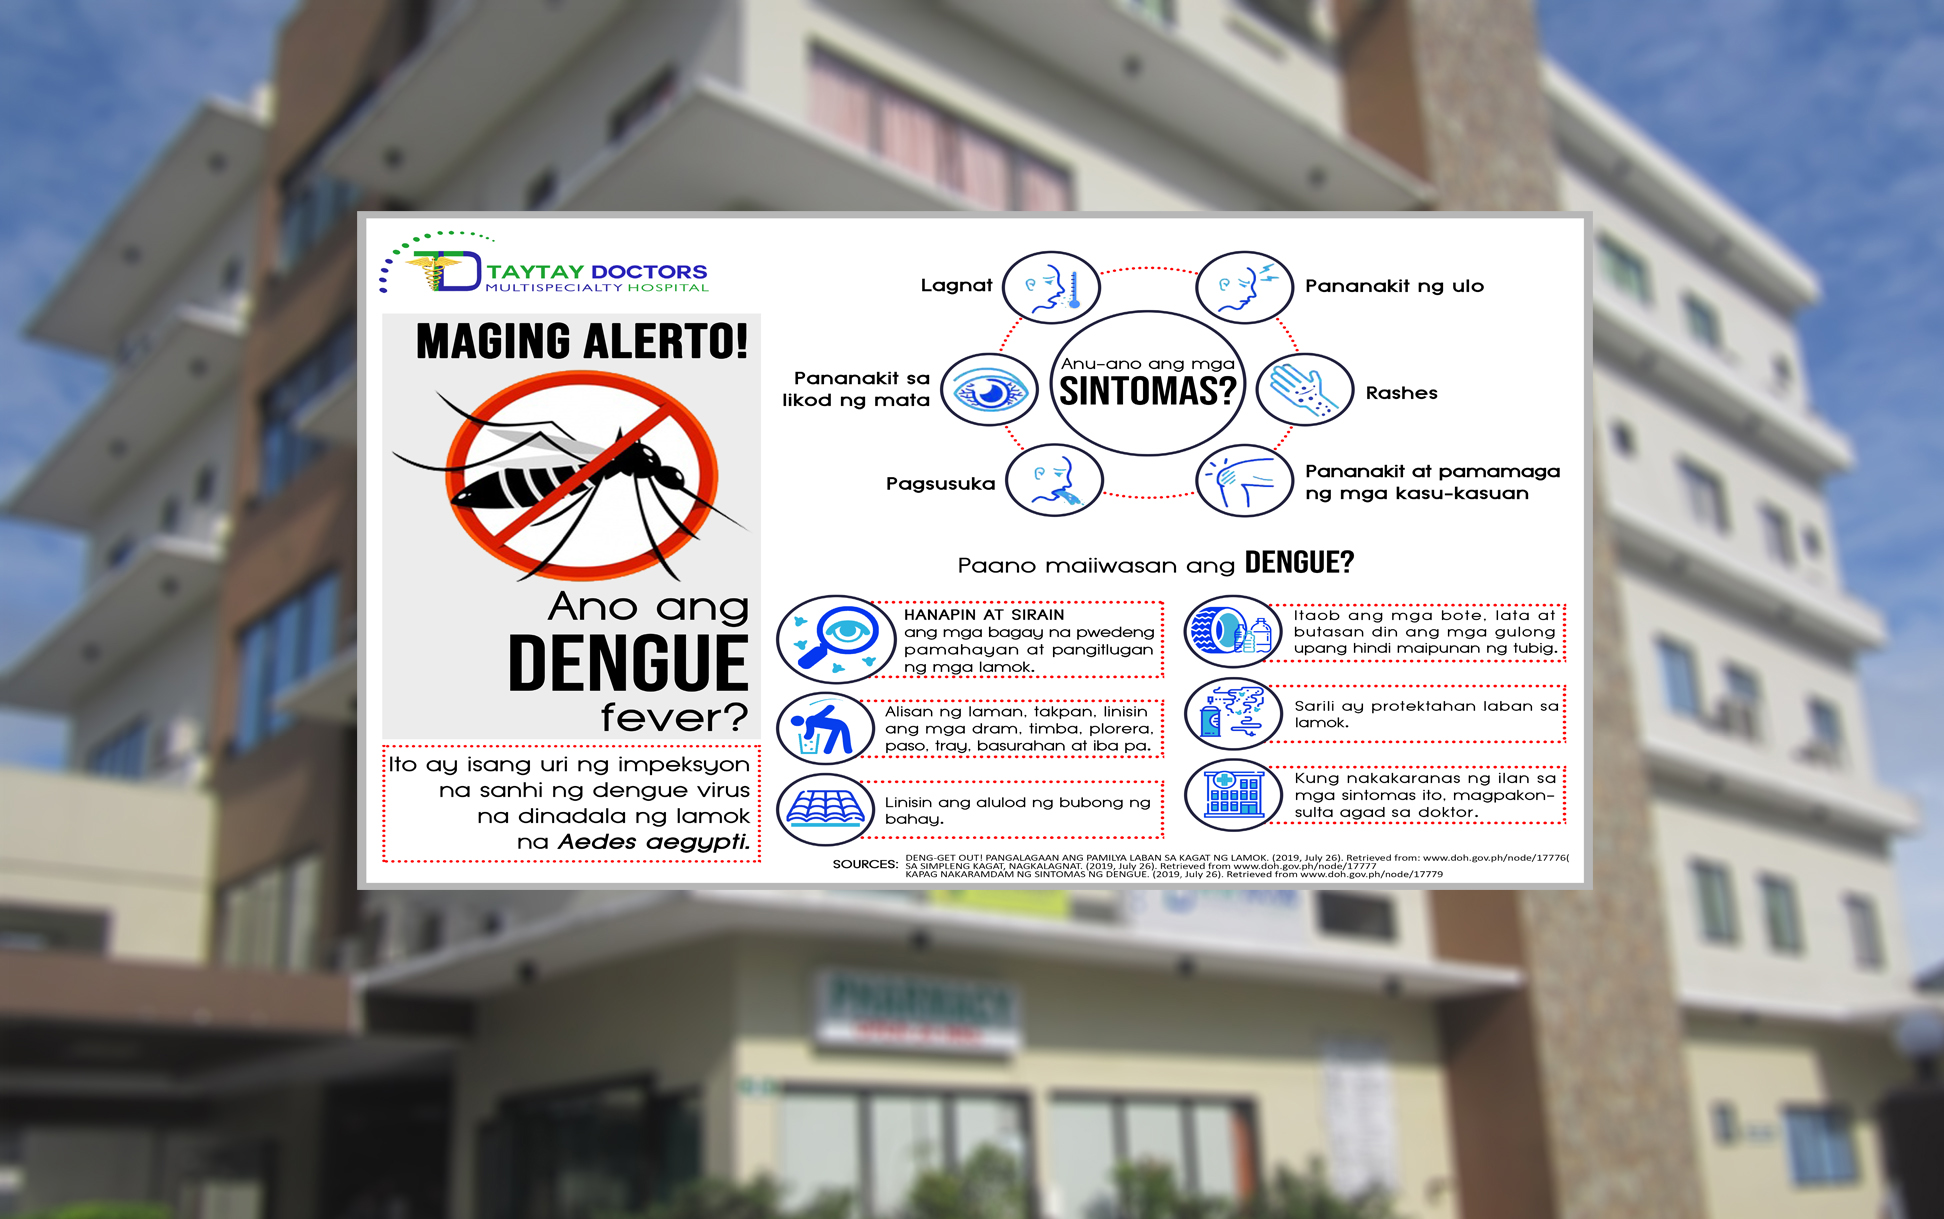 TAYTAY DOCTORS
MULTISPECIALTY HOSPITAL
MAGING ALERTO!
Ano ang
DENGUE
fever?
Ito ay isang uri ng impeksyon
na sanhi ng dengue virus
na dinadala ng lamok
na Aedes aegypti.
Anu-ano ang mga
SINTOMAS?
Lagnat
Pananakit ng ulo
Pananakit sa
likod ng mata
Rashes
Pagsusuka
Pananakit at pamamaga
ng mga kasu-kasuan
Paano maiiwasan ang DENGUE?
HANAPIN AT SIRAIN
ang mga bagay na pwedeng
pamahayan at pangitlugan
ng mga lamok.
Alisan ng laman, takpan, linisin
ang mga dram, timba, plorera,
paso, tray, basurahan at iba pa.
Linisin ang alulod ng bubong ng
bahay.
Itaob ang mga bote, lata at
butasan din ang mga gulong
upang hindi maipunan ng tubig.
Sarili ay protektahan laban sa
lamok.
Kung nakakaranas ng ilan sa
mga sintomas ito, magpakon-
sulta agad sa doktor.
SOURCES:
DENG-GET OUT! PANGALAGAAN ANG PAMILYA LABAN SA KAGAT NG LAMOK. (2019, July 26). Retrieved from: www.doh.gov.ph/node/17776(
SA SIMPLENG KAGAT, NAGKALAGNAT. (2019, July 26). Retrieved from www.doh.gov.ph/node/17777
KAPAG NAKARAMDAM NG SINTOMAS NG DENGUE. (2019, July 26). Retrieved from www.doh.gov.ph/node/17779
PHARMACY